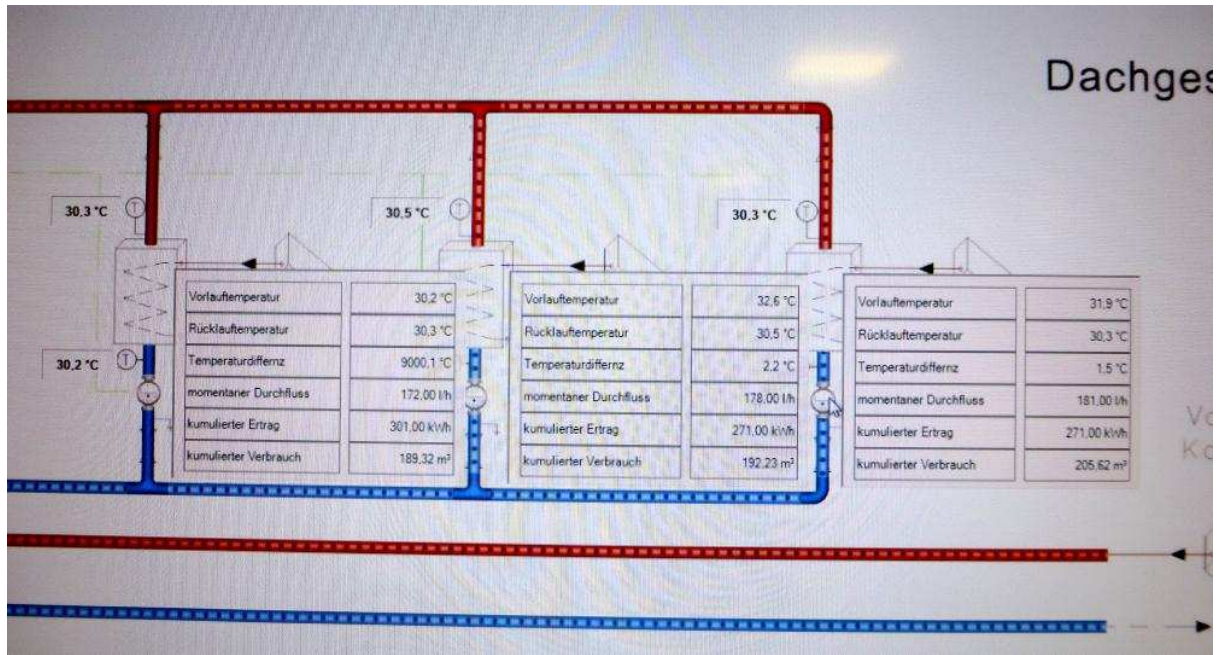 Dachges
30,3 °C
30,5 °C
30,3 °C
Vorlauftemperatur 30,2 °C
Rücklauftemperatur 30,3 °C
Temperaturdiffernz 9000,1 °C
momentaner Durchfluss 172,00 l/h
kumulierter Ertrag 301,00 kWh
kumulierter Verbrauch 189,32 m³
Vorlauftemperatur 32,6 °C
Rücklauftemperatur 30,5 °C
Temperaturdiffernz 2,2 °C
momentaner Durchfluss 178,00 l/h
kumulierter Ertrag 271,00 kWh
kumulierter Verbrauch 192,23 m³
Vorlauftemperatur 31,9 °C
Rücklauftemperatur 30,3 °C
Temperaturdiffernz 1,5 °C
momentaner Durchfluss 181,00 l/h
kumulierter Ertrag 271,00 kWh
kumulierter Verbrauch 205,62 m³
30,2 °C
T
T
T
T